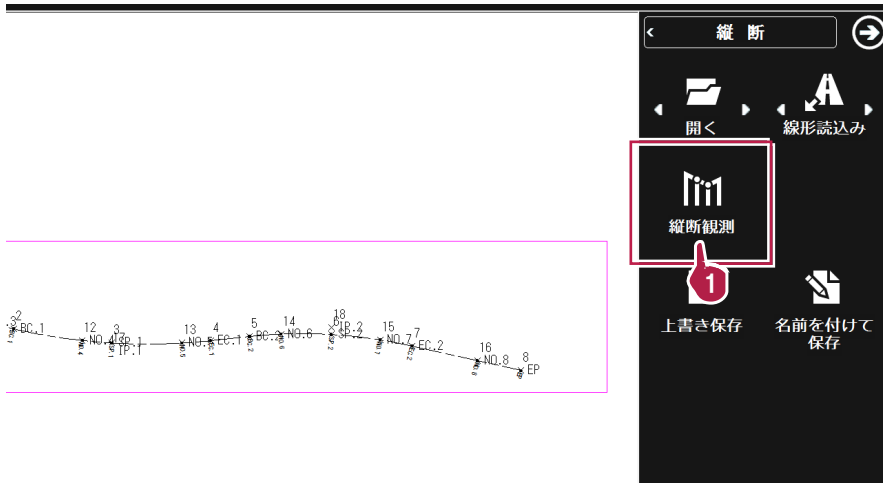 縦 断
開く
線形読込み
縦断観測
1
上書き保存
名前を付けて
保存
2
BC.1
12
NO.4
3
SP.1
IP.1
13
NO.5
4
EC.1
5
BC.2
14
NO.6
18
6
IP.2
SP.2
15
NO.7
7
EC.2
16
NO.8
8
EP